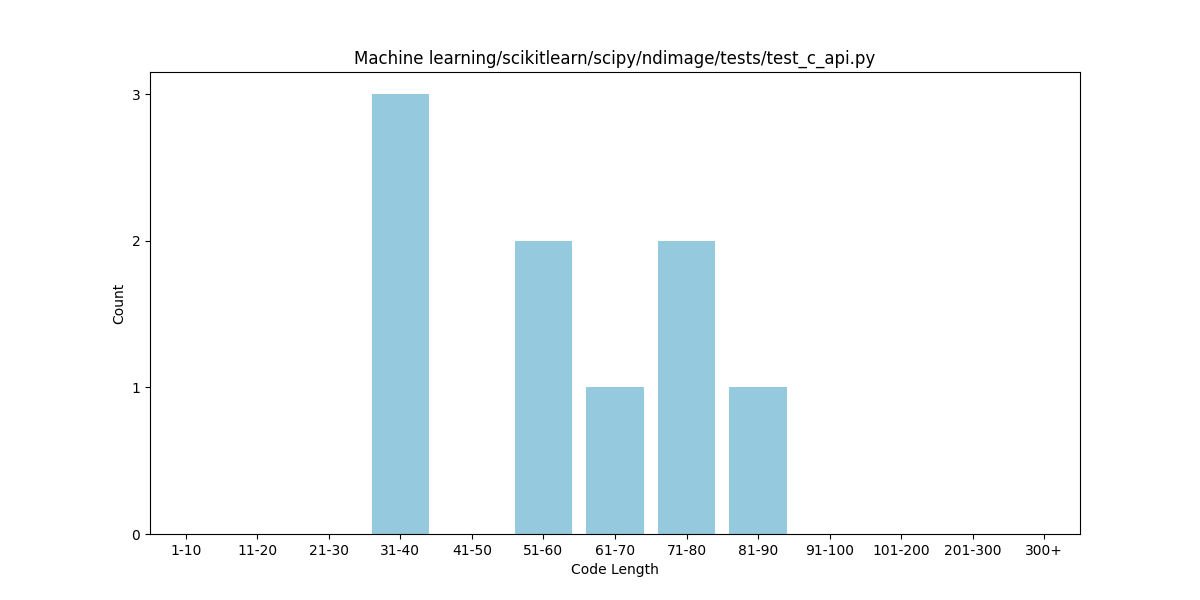 Machine learning/scikitlearn/scipy/ndimage/tests/test_c_api.py
3
2
1
0
Count
1-10 11-20 21-30 31-40 41-50 51-60 61-70 71-80 81-90 91-100 101-200 201-300 300+
Code Length